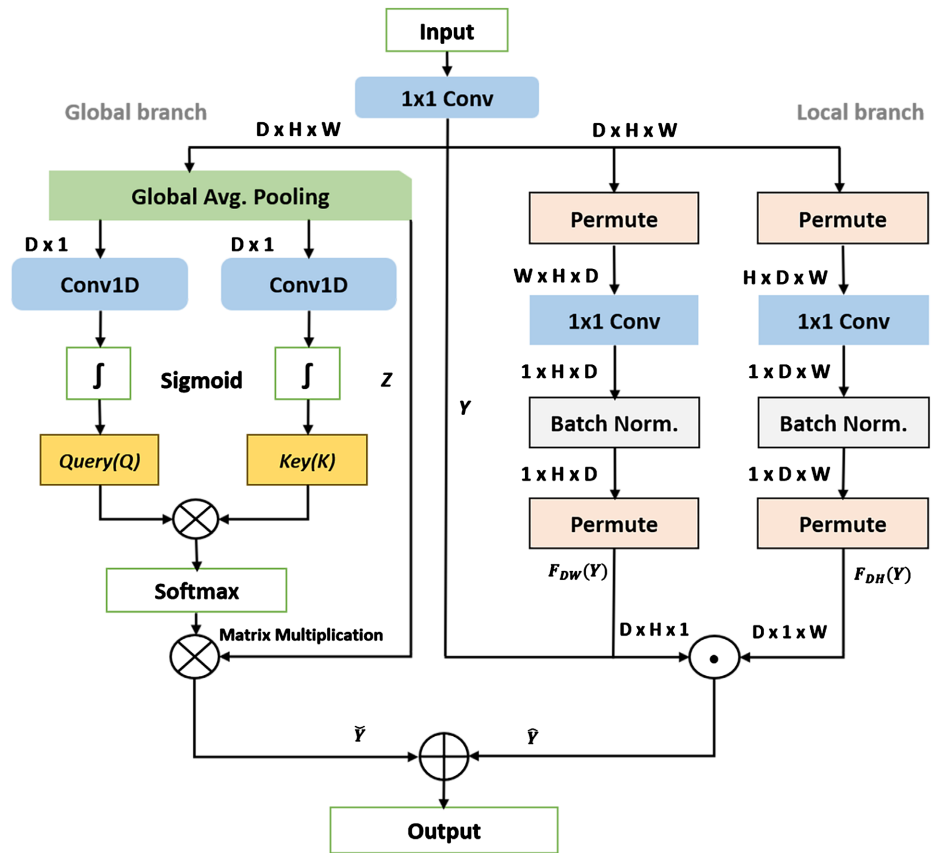 Input
1x1 Conv
Global branch
Local branch
D x H x W
D x H x W
Global Avg. Pooling
Permute
Permute
D x 1
D x 1
W x H x D
H x D x W
Conv1D
Conv1D
1x1 Conv
1x1 Conv
∫
Sigmoid
∫
Z
Y
1 x H x D
1 x D x W
Batch Norm.
Batch Norm.
Query(Q)
Key(K)
1 x H x D
1 x D x W
Permute
Permute
F_DW(Y)
F_DH(Y)
Softmax
Matrix Multiplication
D x H x 1
D x 1 x W
Y̌
Ŷ
Output